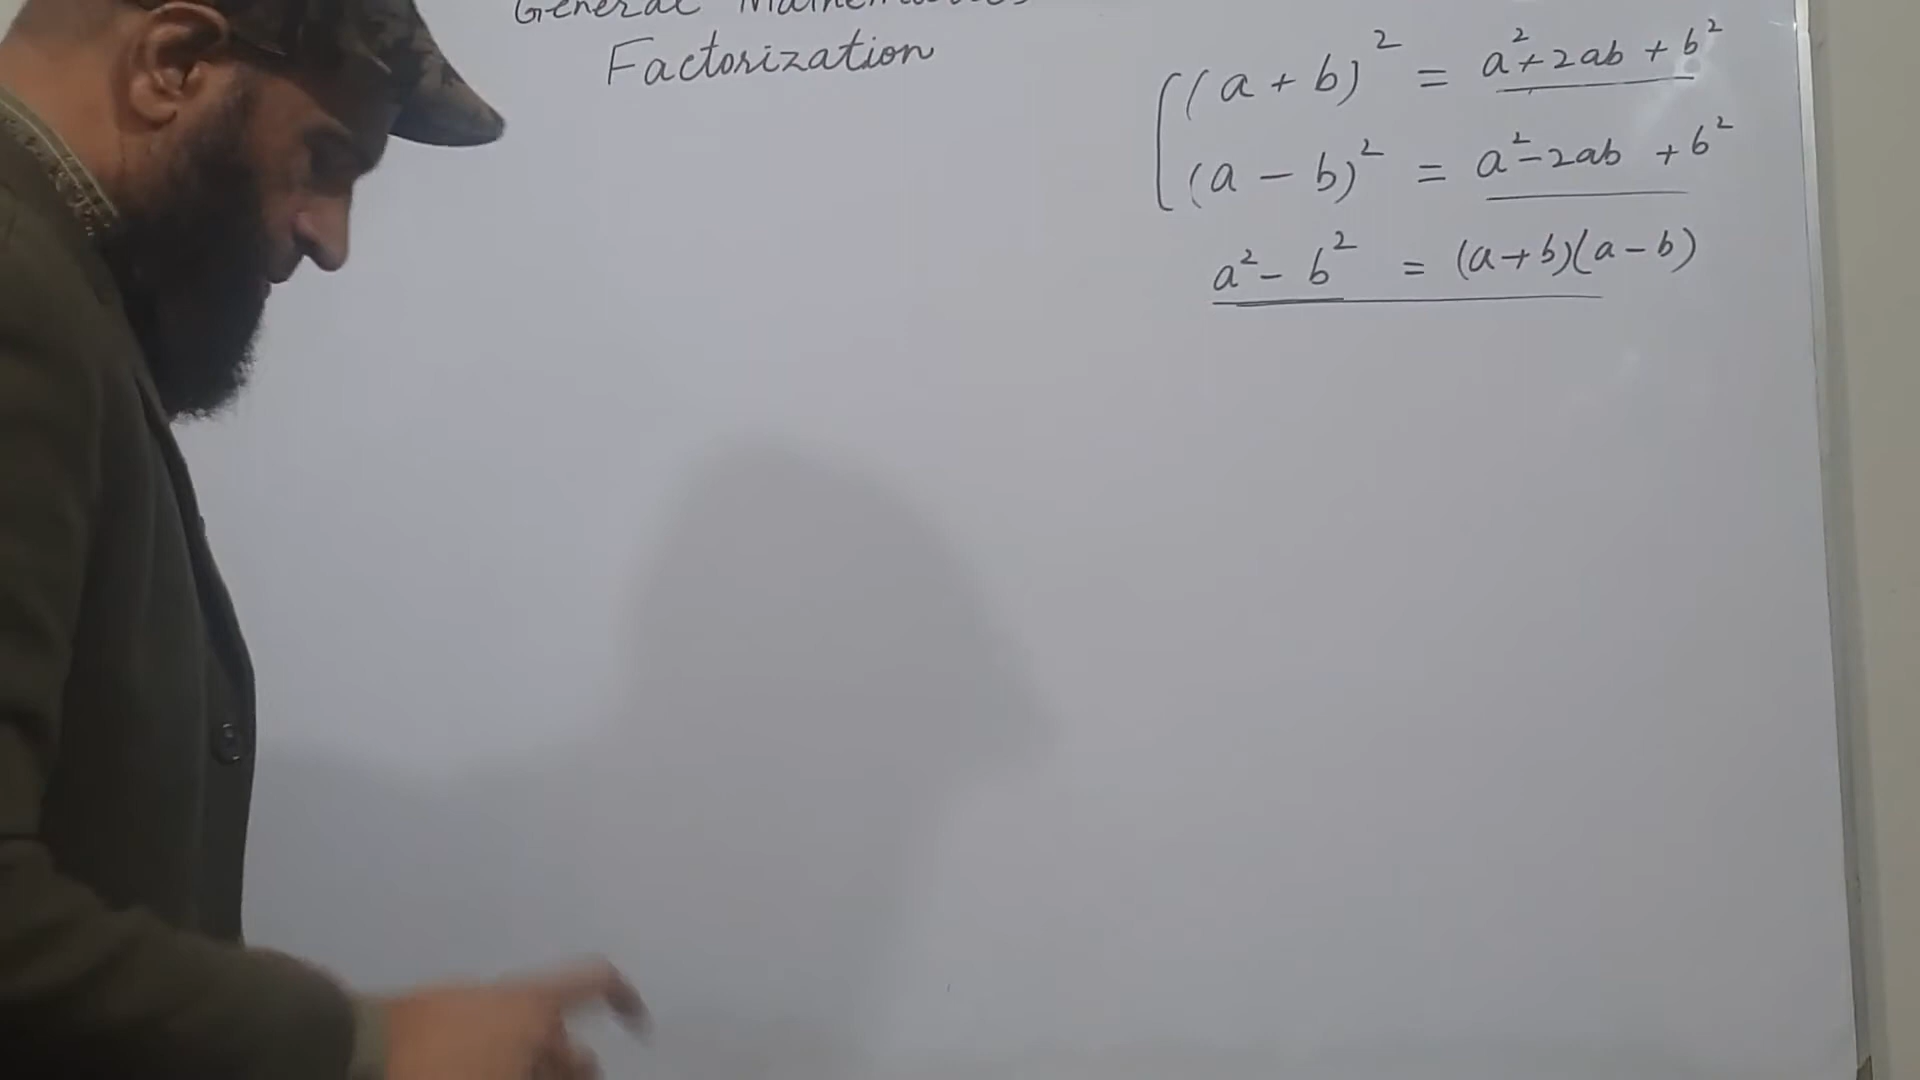 General Mathematics
Factorization
(a + b)² = a² + 2ab + b²
(a - b)² = a² - 2ab + b²
a² - b² = (a + b)(a - b)